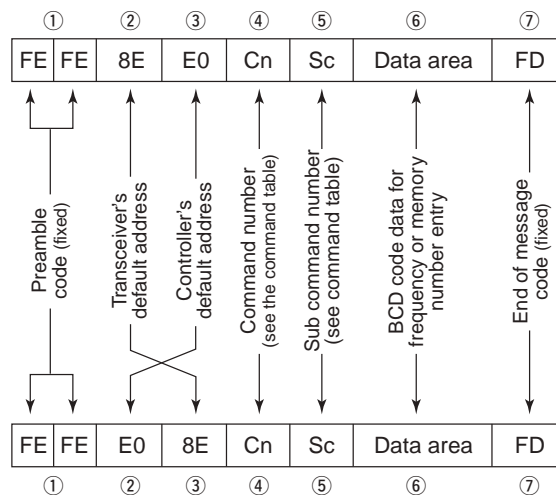 ① ② ③ ④ ⑤ ⑥ ⑦
FE FE 8E E0 Cn Sc Data area FD
Preamble
code (fixed)
Transceiver's
default address
Controller's
default address
Command number
(see the command table)
Sub command number
(see command table)
BCD code data for
frequency or memory
number entry
End of message
code (fixed)
FE FE E0 8E Cn Sc Data area FD
① ② ③ ④ ⑤ ⑥ ⑦